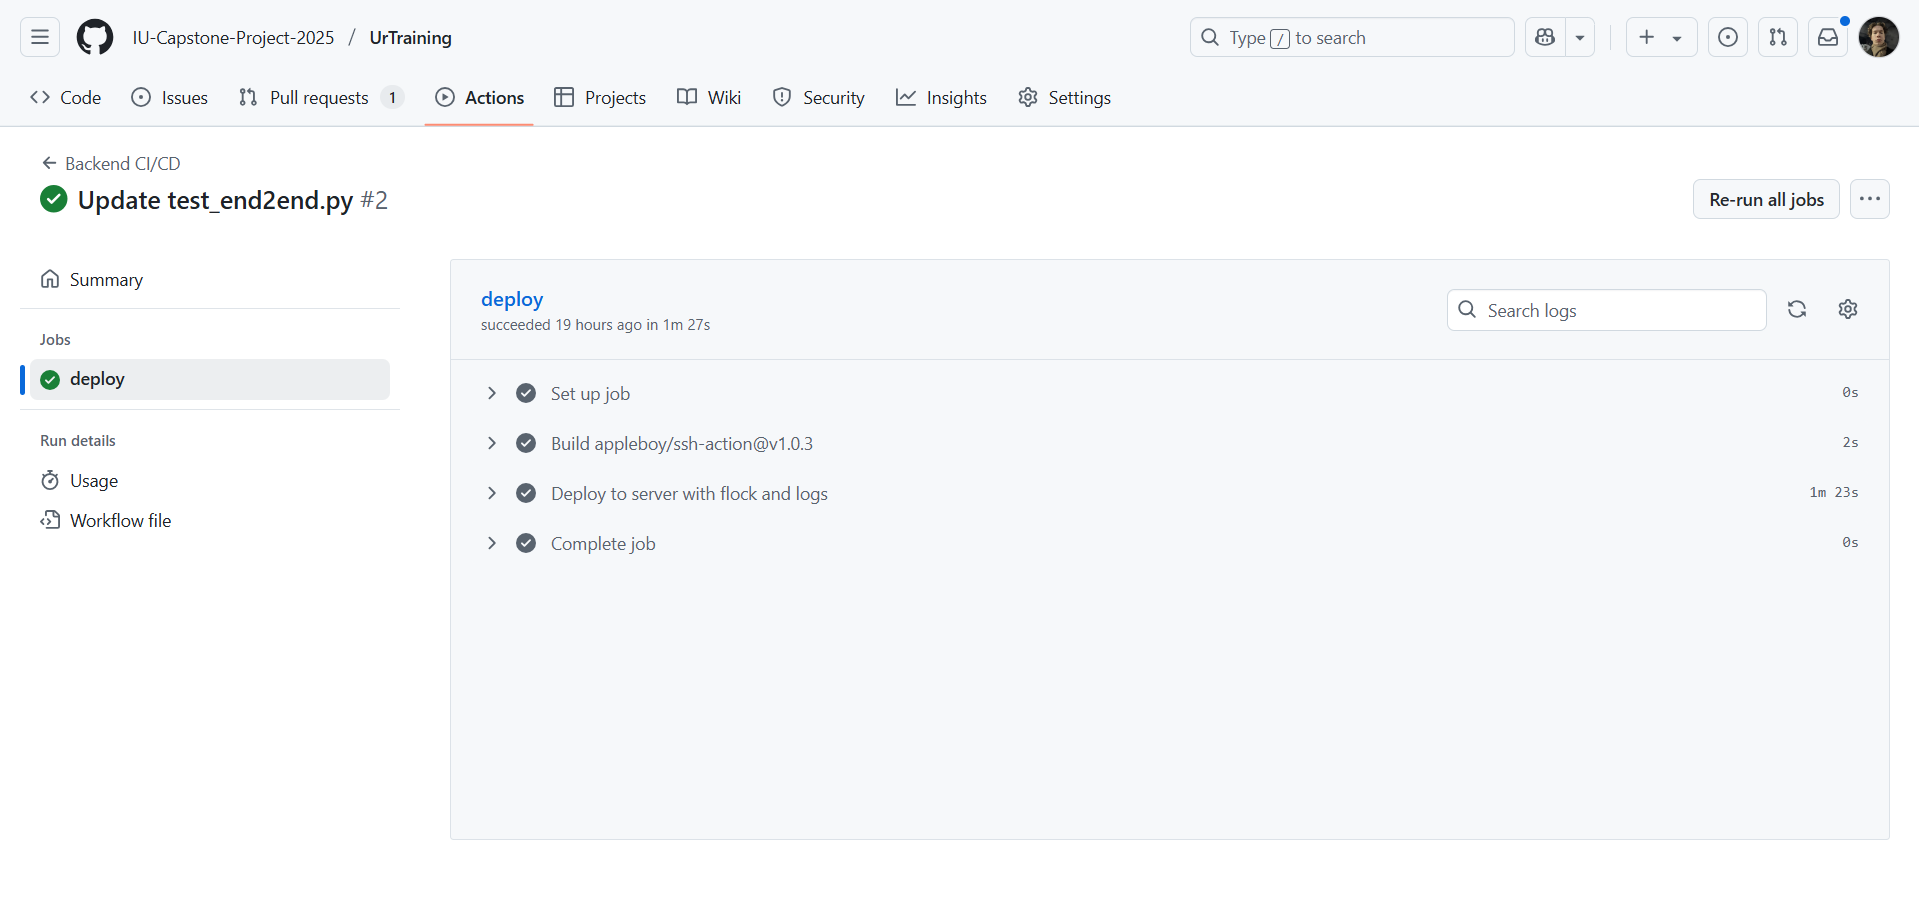 IU-Capstone-Project-2025 / UrTraining
Type / to search
Code
Issues
Pull requests 1
Actions
Projects
Wiki
Security
Insights
Settings
Backend CI/CD
Update test_end2end.py #2
Re-run all jobs
Summary
Jobs
deploy
Run details
Usage
Workflow file
deploy
succeeded 19 hours ago in 1m 27s
Search logs
Set up job 0s
Build appleboy/ssh-action@v1.0.3 2s
Deploy to server with flock and logs 1m 23s
Complete job 0s